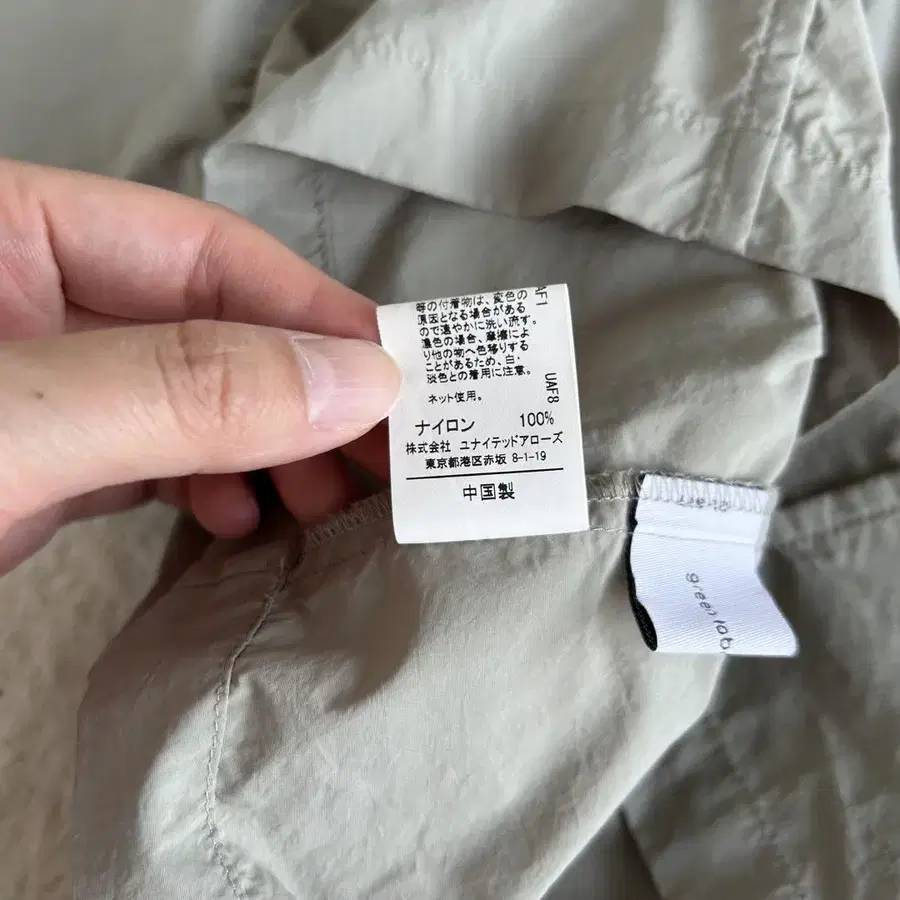 等の付着物は、変色の
原因となる場合がある
ので速やかに洗い流す。
濃色の場合、摩擦によ
り他の物へ色移りする
ことがあるため、白・
淡色との着用に注意。
ネット使用。
AF1
UAF8
ナイロン 100%
株式会社 ユナイテッドアローズ
東京都港区赤坂 8-1-19
中国製
green lab